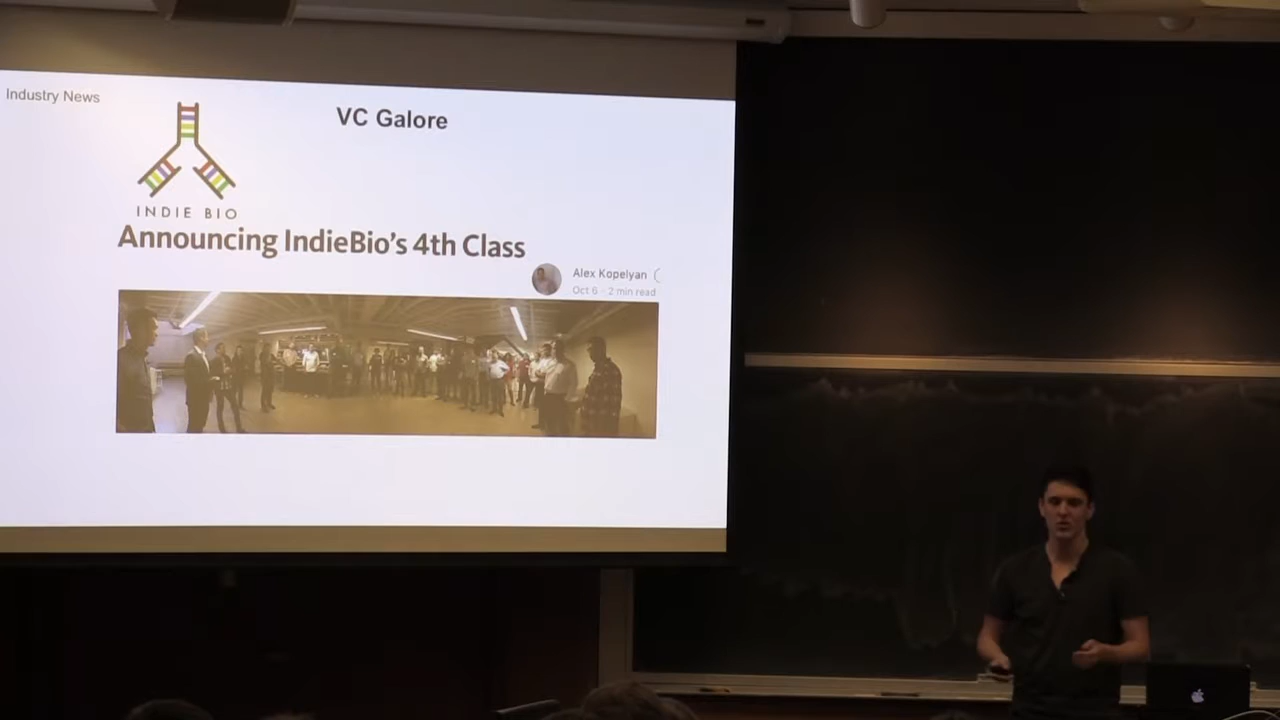 Industry News
VC Galore
INDIE BIO
Announcing IndieBio's 4th Class
Alex Kopelyan
Oct 6 · 2 min read